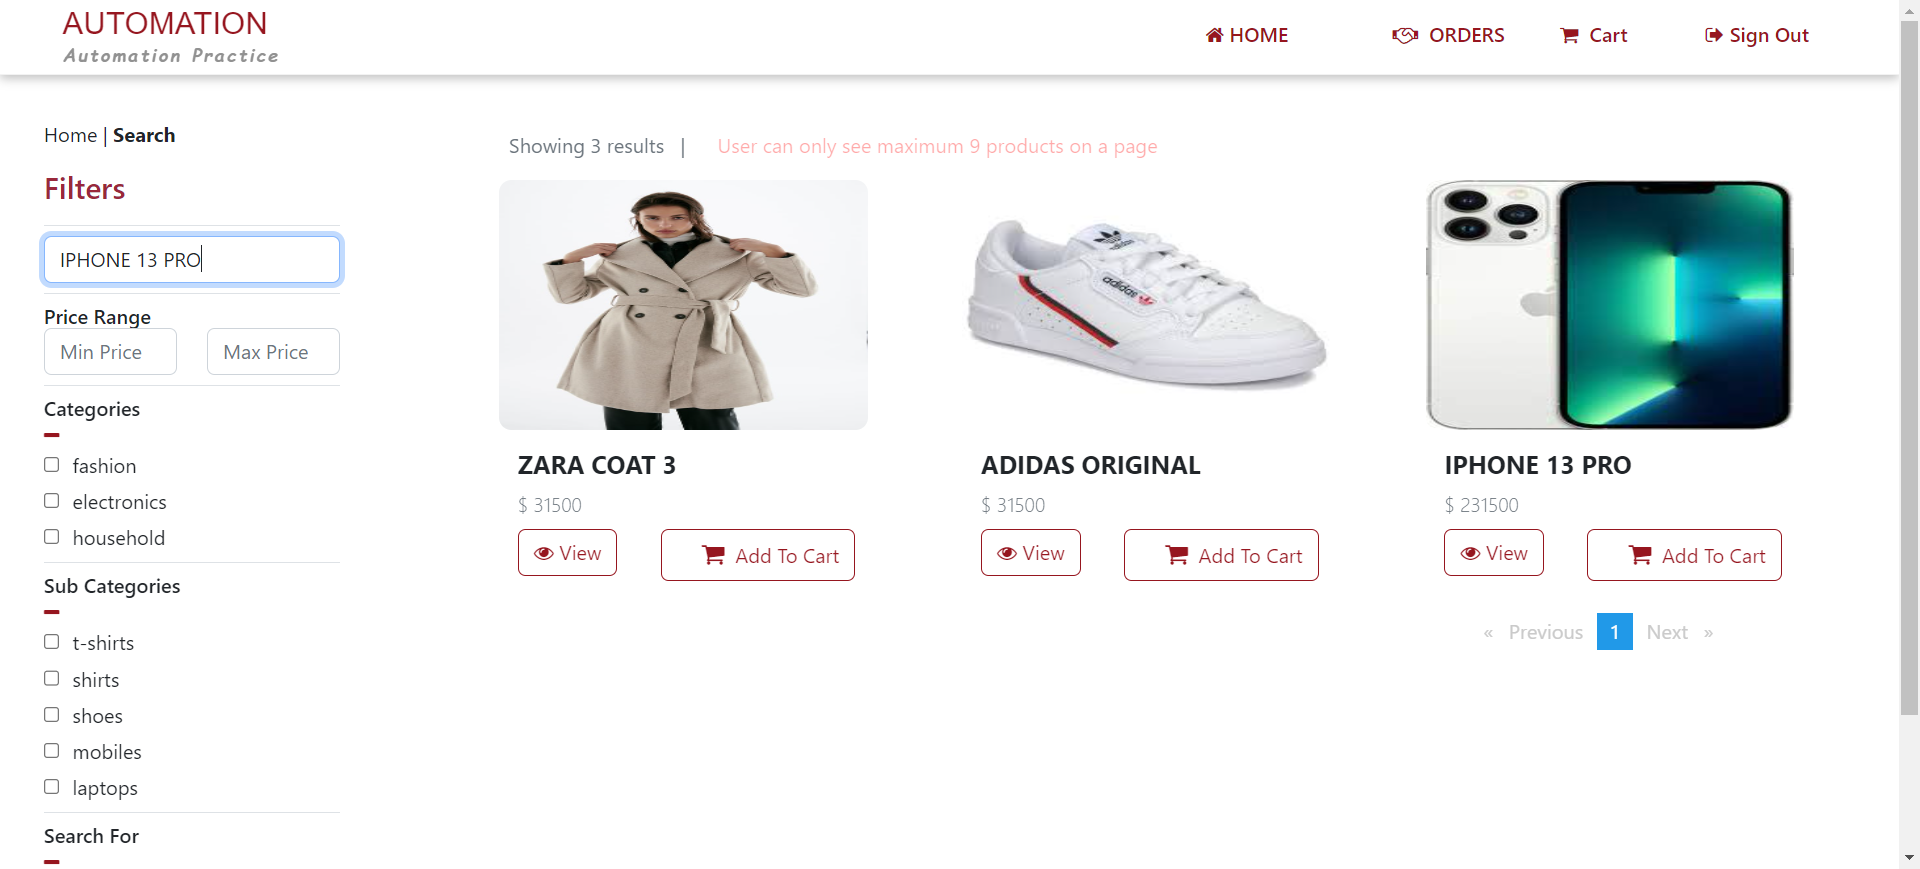 AUTOMATION
Automation Practice
HOME
ORDERS
Cart
Sign Out
Home | Search
Filters
IPHONE 13 PRO
Price Range
Min Price
Max Price
Categories
fashion
electronics
household
Sub Categories
t-shirts
shirts
shoes
mobiles
laptops
Search For
Showing 3 results | User can only see maximum 9 products on a page
adidas
adidas
ZARA COAT 3
$ 31500
View
Add To Cart
ADIDAS ORIGINAL
$ 31500
View
Add To Cart
IPHONE 13 PRO
$ 231500
View
Add To Cart
« Previous 1 Next »